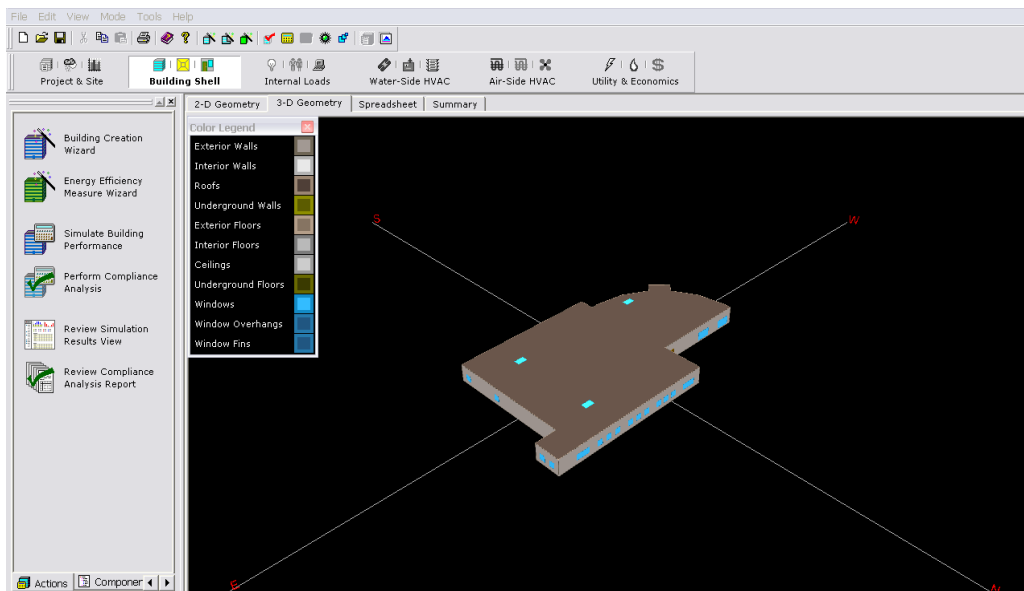 File Edit View Mode Tools Help
Project & Site
Building Shell
Internal Loads
Water-Side HVAC
Air-Side HVAC
Utility & Economics
2-D Geometry
3-D Geometry
Spreadsheet
Summary
Building Creation
Wizard
Energy Efficiency
Measure Wizard
Simulate Building
Performance
Perform Compliance
Analysis
Review Simulation
Results View
Review Compliance
Analysis Report
Actions
Componer
Color Legend
Exterior Walls
Interior Walls
Roofs
Underground Walls
Exterior Floors
Interior Floors
Ceilings
Underground Floors
Windows
Window Overhangs
Window Fins
S
W
E
N